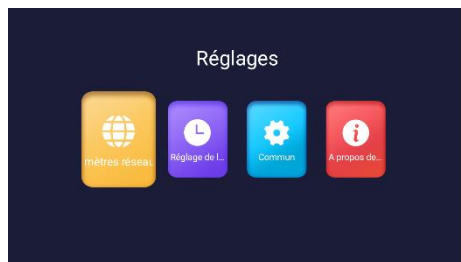 Réglages
mètres réseau
Réglage de l...
Commun
A propos de...